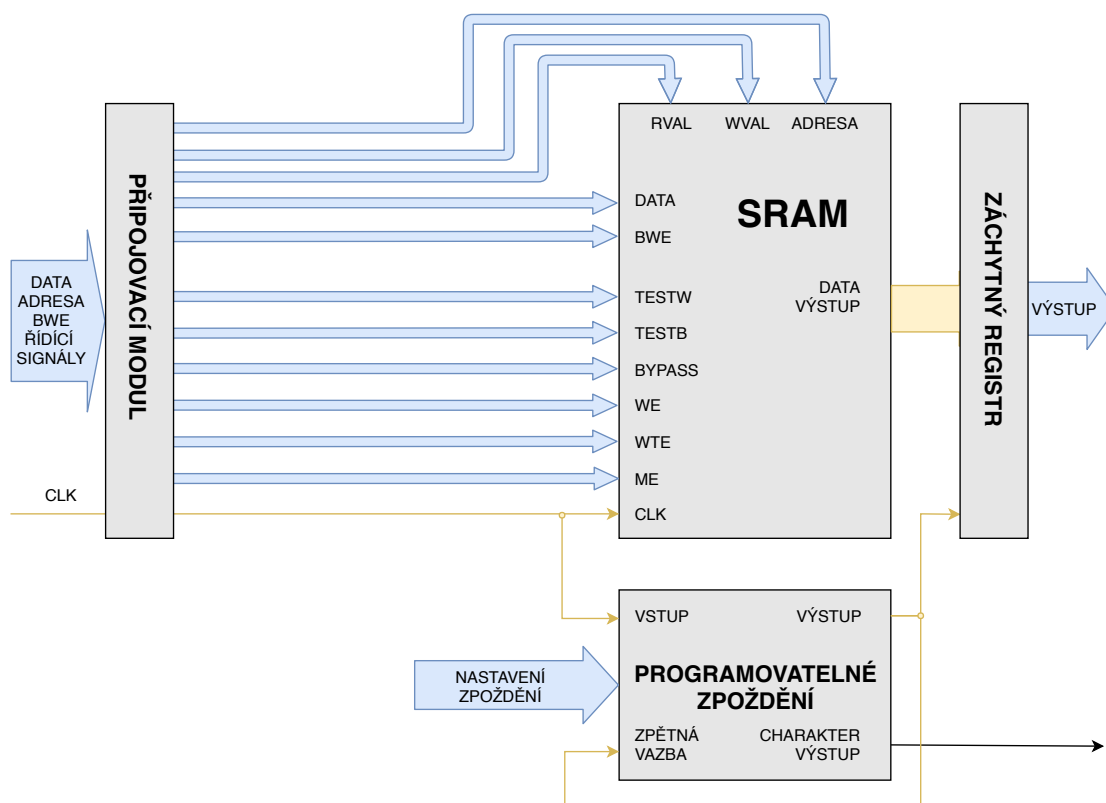 RVAL
WVAL
ADRESA
PŘIPOJOVACÍ MODUL
DATA
ADRESA
BWE
ŘÍDÍCÍ
SIGNÁLY
CLK
SRAM
DATA
BWE
TESTW
TESTB
BYPASS
WE
WTE
ME
CLK
DATA
VÝSTUP
ZÁCHYTNÝ REGISTR
VÝSTUP
VSTUP
VÝSTUP
NASTAVENÍ
ZPOŽDĚNÍ
PROGRAMOVATELNÉ
ZPOŽDĚNÍ
ZPĚTNÁ
VAZBA
CHARAKTER
VÝSTUP